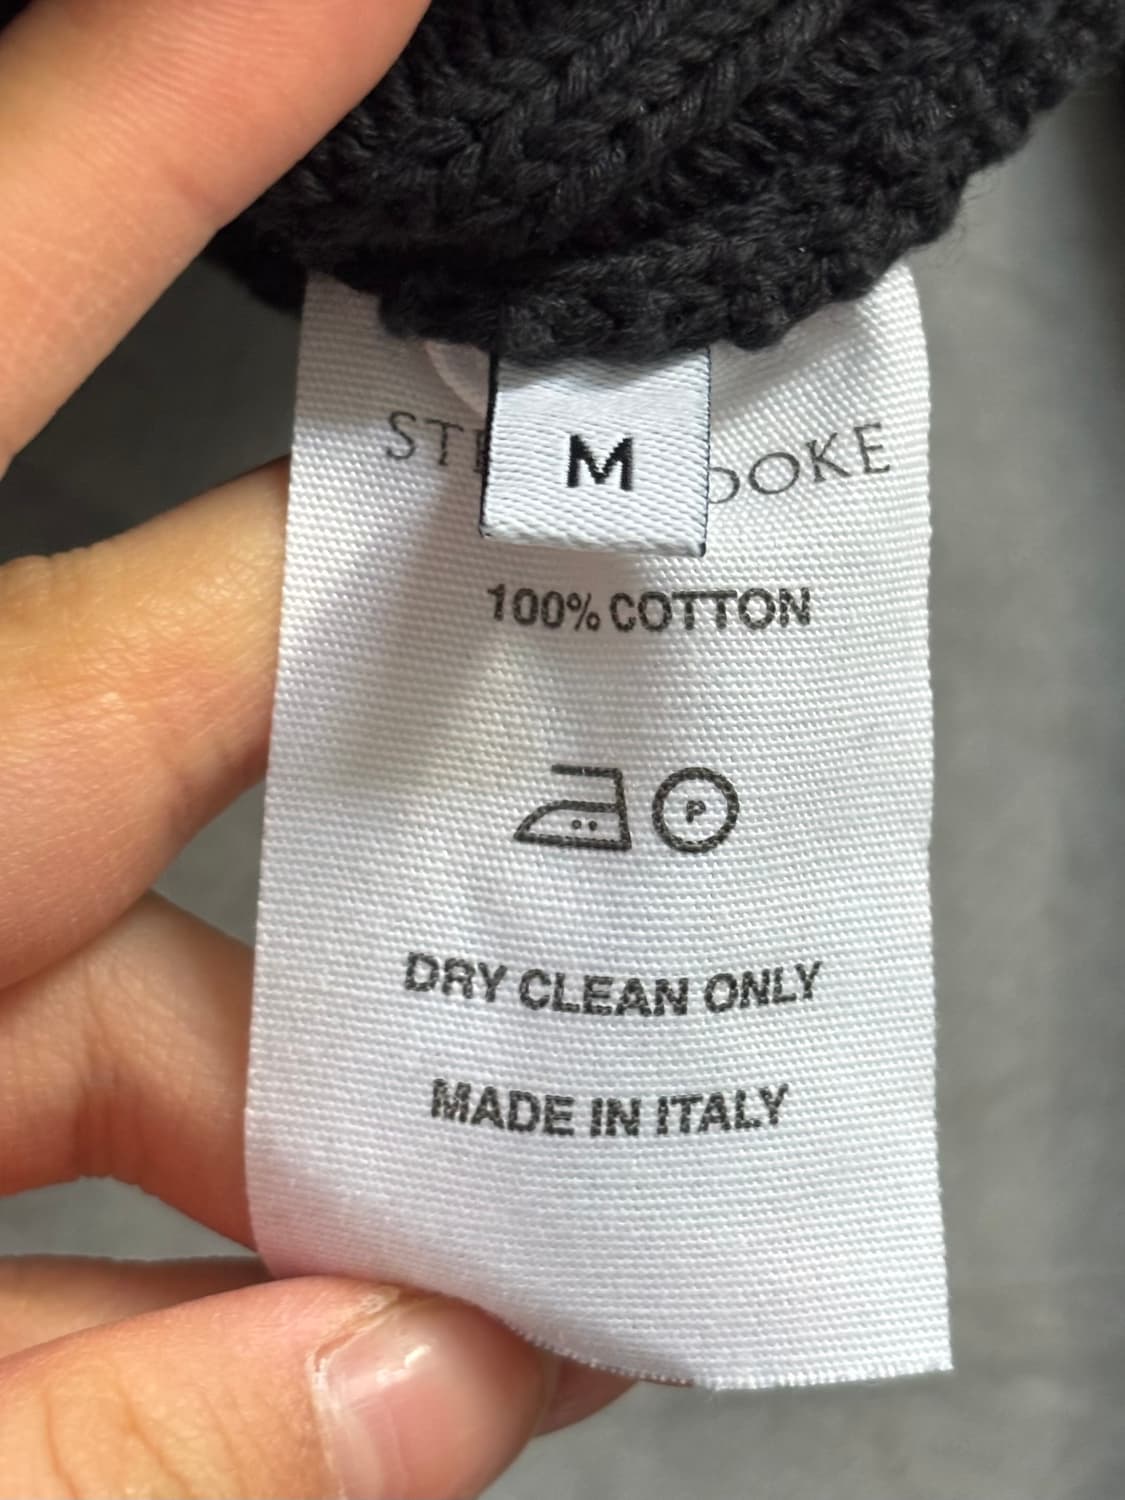 M
100% COTTON
P
DRY CLEAN ONLY
MADE IN ITALY